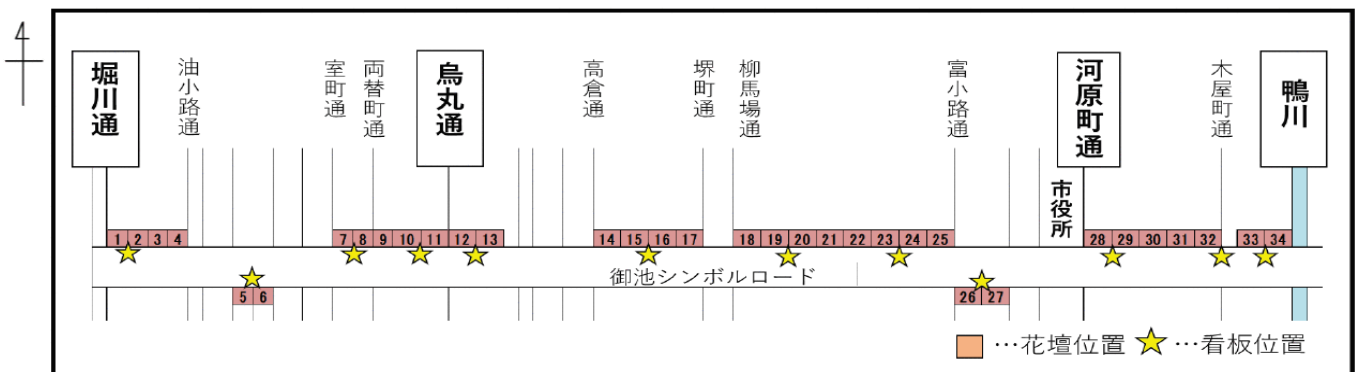 4
堀川通
油小路通
室町通
両替町通
烏丸通
高倉通
堺町通
柳馬場通
富小路通
河原町通
木屋町通
鴨川
市役所
1 2 3 4
7 8 9 10 11 12 13
14 15 16 17
18 19 20 21 22 23 24 25
28 29 30 31 32 33 34
御池シンボルロード
5 6
26 27
…花壇位置 …看板位置